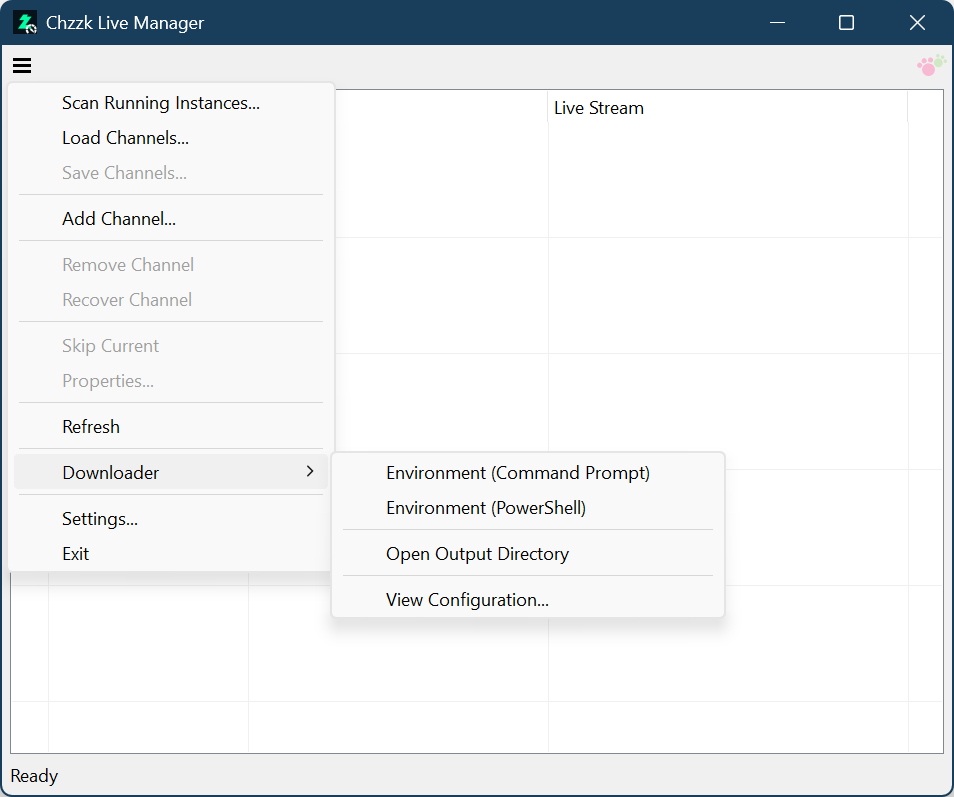 Chzzk Live Manager
Scan Running Instances...
Live Stream
Load Channels...
Save Channels...
Add Channel...
Remove Channel
Recover Channel
Skip Current
Properties...
Refresh
Downloader
Environment (Command Prompt)
Environment (PowerShell)
Open Output Directory
View Configuration...
Settings...
Exit
Ready